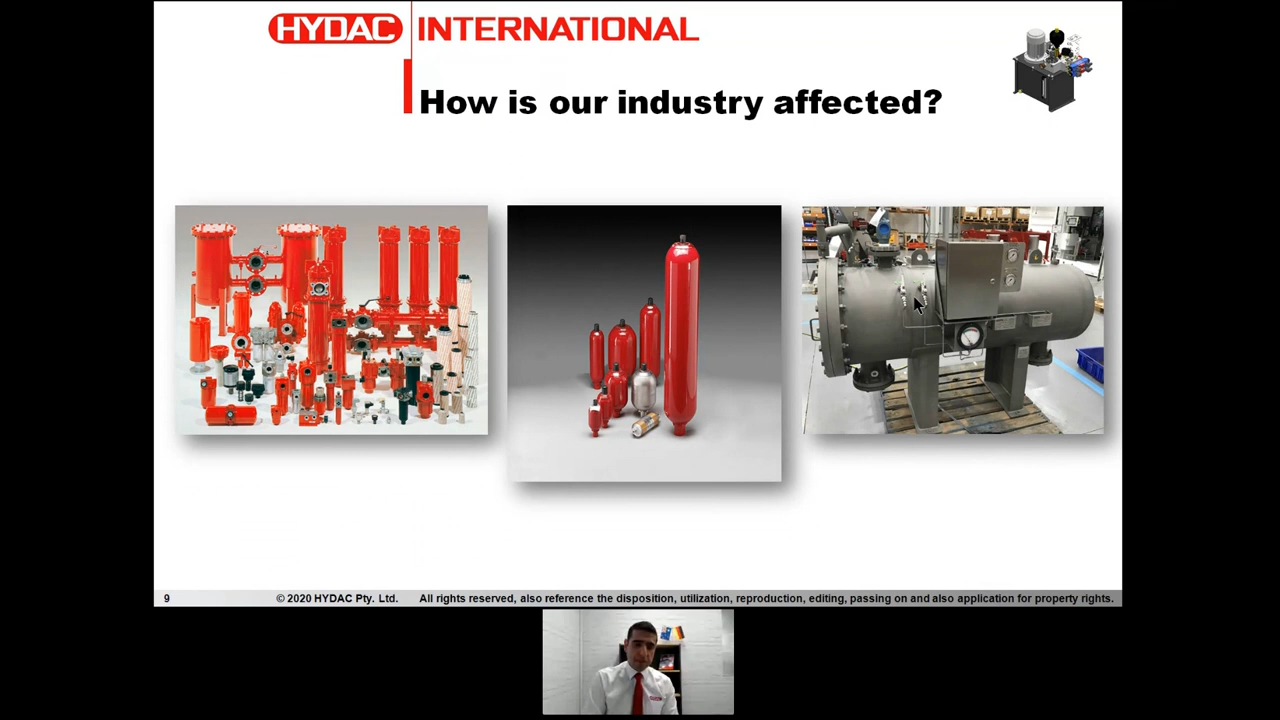 HYDAC INTERNATIONAL
How is our industry affected?
9 © 2020 HYDAC Pty. Ltd. All rights reserved, also reference the disposition, utilization, reproduction, editing, passing on and also application for property rights.